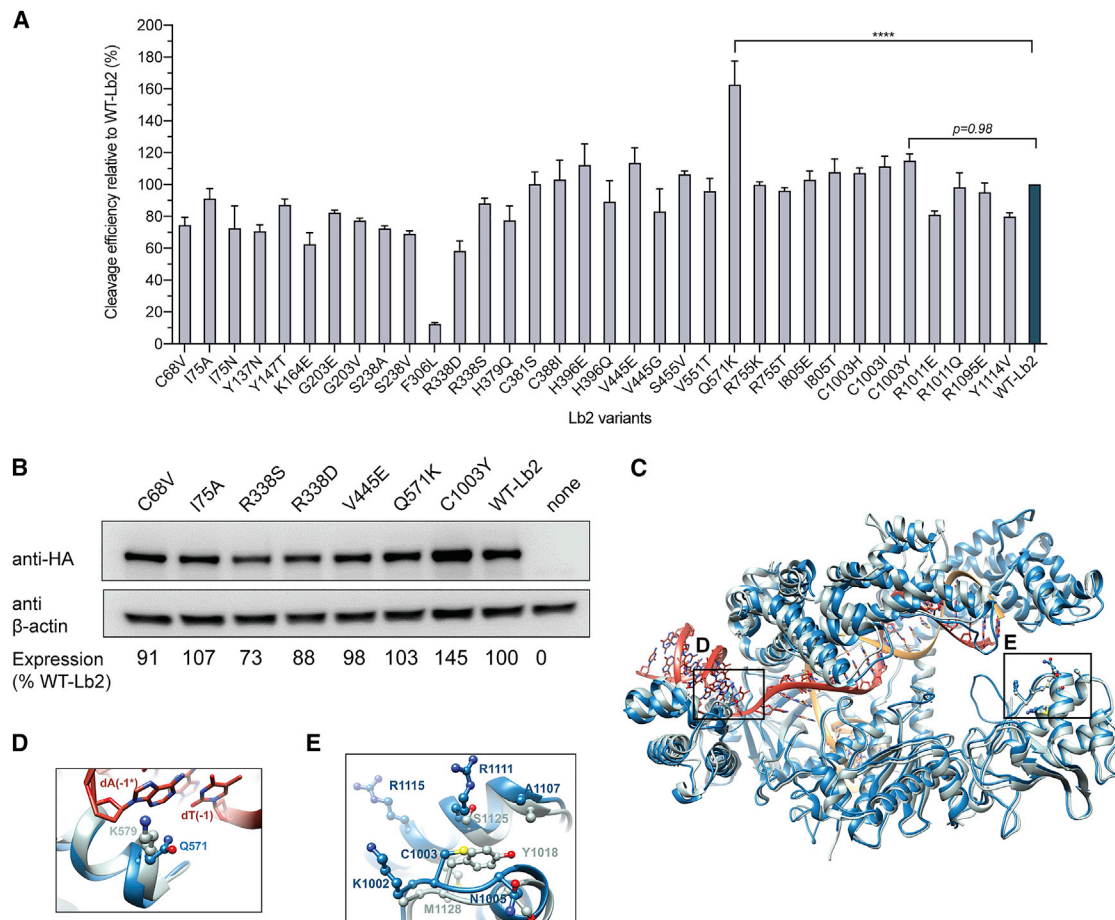 A
Cleavage efficiency relative to WT-Lb2 (%)
200
180
160
140
120
100
80
60
40
20
0
****
p=0.98
C68V I75A I75N Y137N Y147T K164E G203E G203V S238A S238V F306L R338D R338S H379Q C381S C388I H396E H396Q V445E V445G S455V V551T Q571K R755K R755T I805E I805T C1003H C1003I C1003Y R1011E R1011Q R1095E Y1114V WT-Lb2
Lb2 variants
B
C68V I75A R338S R338D V445E Q571K C1003Y WT-Lb2 none
anti-HA
anti
β-actin
Expression 91 107 73 88 98 103 145 100 0
(% WT-Lb2)
C
D
E
D
dA(-1*)
dT(-1)
K579
Q571
E
R1115
R1111
A1107
S1125
C1003
Y1018
K1002
M1128
N1005